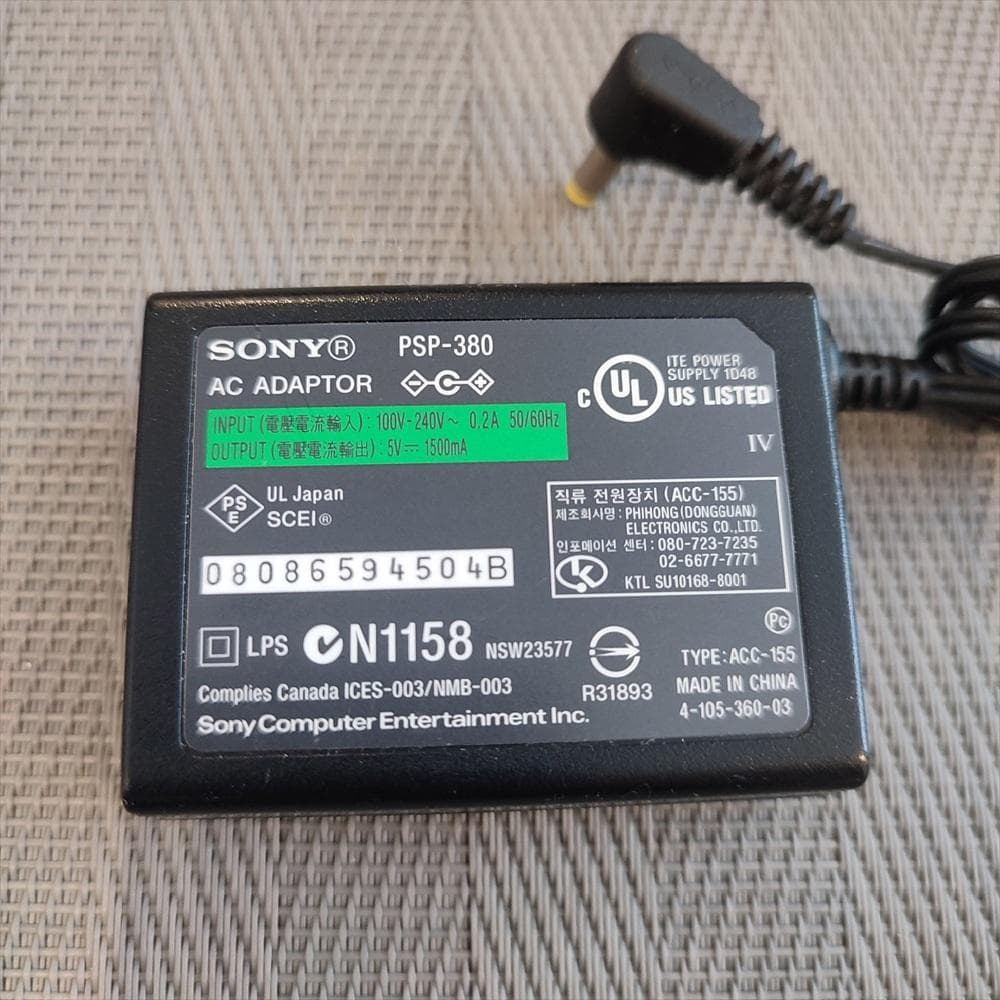 SONY® PSP-380
AC ADAPTOR
INPUT (電壓電流輸入) : 100V-240V~ 0.2A 50/60Hz
OUTPUT (電壓電流輸出) : 5V⎓ 1500mA
C UL US LISTED
ITE POWER
SUPPLY 1D48
IV
PS
E
UL Japan
SCEI®
08086594504B
직류 전원장치 (ACC-155)
제조회사명 : PHIHONG (DONGGUAN)
ELECTRONICS CO.,LTD.
인포메이션 센터 : 080-723-7235
02-6677-7771
KTL SU10168-8001
LPS N1158 NSW23577
R31893
Pc
TYPE:ACC-155
MADE IN CHINA
4-105-360-03
Complies Canada ICES-003/NMB-003
Sony Computer Entertainment Inc.